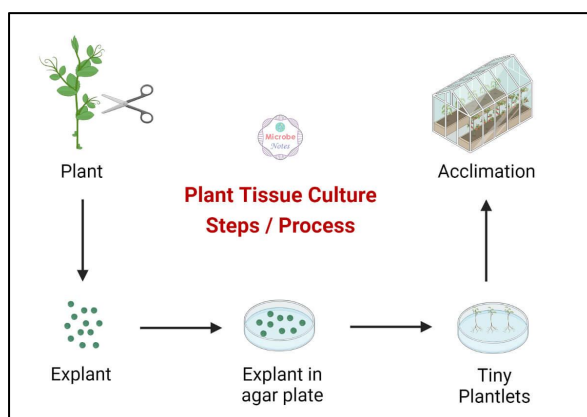 Plant
Microbe
Notes
Acclimation
Plant Tissue Culture
Steps / Process
Explant
Explant in
agar plate
Tiny
Plantlets